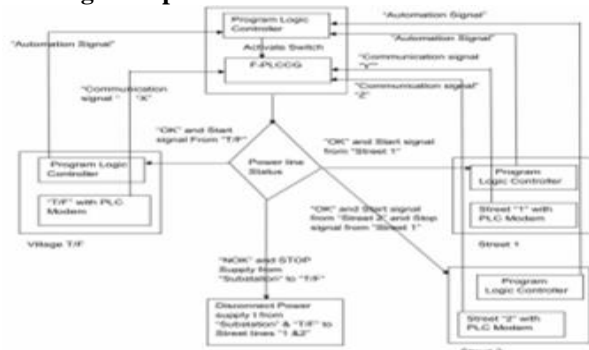 Program Logic
Controller
"Automation Signal"
"Automation Signal"
"Automation Signal"
Activate Switch
F-PLCCG
"Communication signal
"Y""
"Communication signal"
"Z"
"Communication
signal " "X"
"OK" and Start
signal From "T/F"
Power line
Status
"OK" and Start signal
from "Street 1"
Program Logic
Controller
"T/F" with PLC
Modem
Village T/F
Program
Logic Controller
Street "1" with
PLC Modem
Street 1
"OK" and Start signal
from "Street 2" and Stop
signal from "Street 1"
"NOK" and STOP
Supply from
"Substation" to "T/F"
Disconnect Power
supply t from
"Substation" & "T/F" to
Street lines "1 &2"
Program
Logic Controller
Street "2" with
PLC Modem